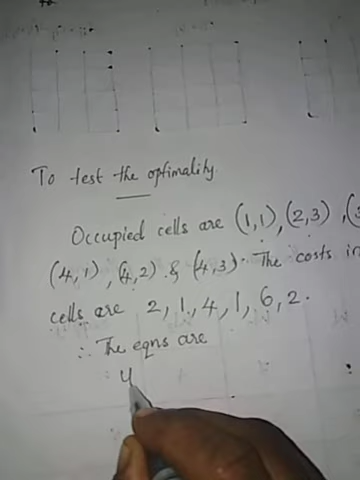 To test the optimality.
Occupied cells are (1,1), (2,3), (3
(4,1), (4,2) & (4,3). The costs in
cells are 2, 1, 4, 1, 6, 2.
∴ The eqns are
u